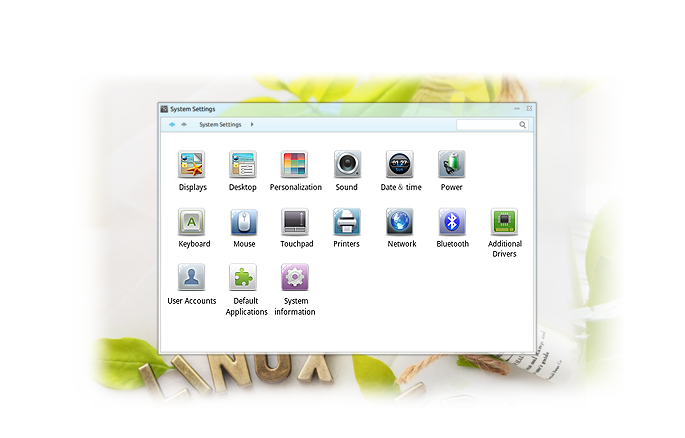 System Settings
System Settings
Displays
Desktop
Personalization
Sound
Date & time
Power
Keyboard
Mouse
Touchpad
Printers
Network
Bluetooth
Additional
Drivers
User Accounts
Default
Applications
System
information
LINUX